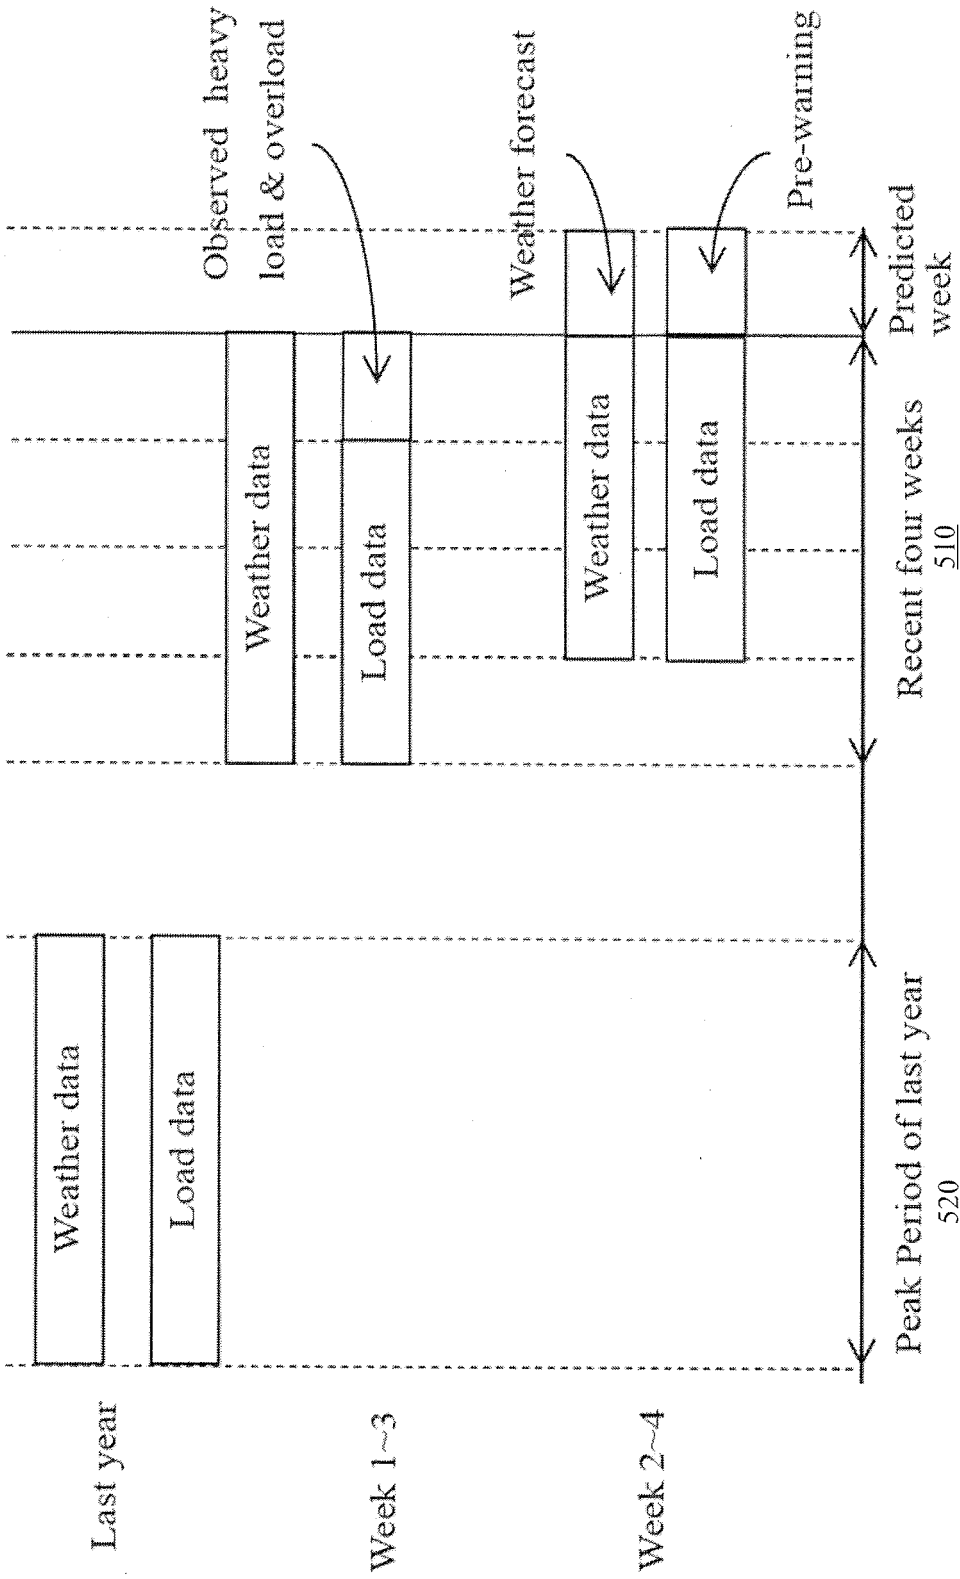 Last year
Weather data
Load data
Week 1~3
Weather data
Load data
Observed heavy
load & overload
Week 2~4
Weather data
Weather forecast
Load data
Pre-warning
Peak Period of last year
520
Recent four weeks
510
Predicted
week